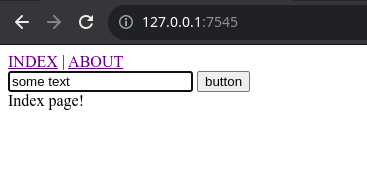 127.0.0.1:7545
INDEX | ABOUT
some text button
Index page!